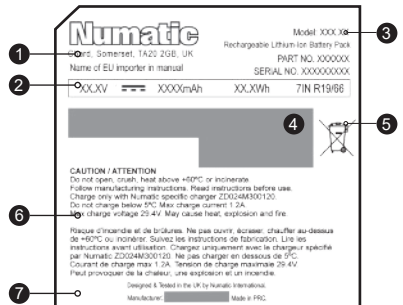 Numatic
Model: XXX.X
3
1
Chard, Somerset, TA20 2GB, UK
Rechargeable Lithium-Ion Battery Pack
Name of EU importer in manual
PART NO. XXXXXX
SERIAL NO. XXXXXXXXX
2
XX.XV XXXXmAh XX.XWh 7IN R19/66
4
5
CAUTION / ATTENTION
Do not open, crush, heat above +60ºC or incinerate.
Follow manufacturing instructions. Read instructions before use.
Charge only with Numatic specific charger ZD024M300120.
Do not charge below 5ºC Max charge current 1.2A
6
Max charge voltage 29.4V May cause heat, explosion and fire.
Risque d'incendie et de brûlures. Ne pas ouvrir, écraser, chauffer au-dessus
de +60ºC ou incinérer. Suivez les instructions de fabrication. Lire les
instructions avant utilisation. Chargez uniquement avec le chargeur spécifié
par Numatic ZD024M300120. Ne pas charger en dessous de 5ºC.
Courant de charge max 1.2A. Tension de charge maximale 29.4V.
Peut provoquer de la chaleur, une explosion et un incendie.
7
Designed & Tested in the UK by Numatic International.
Manufacturer: Made in PRC